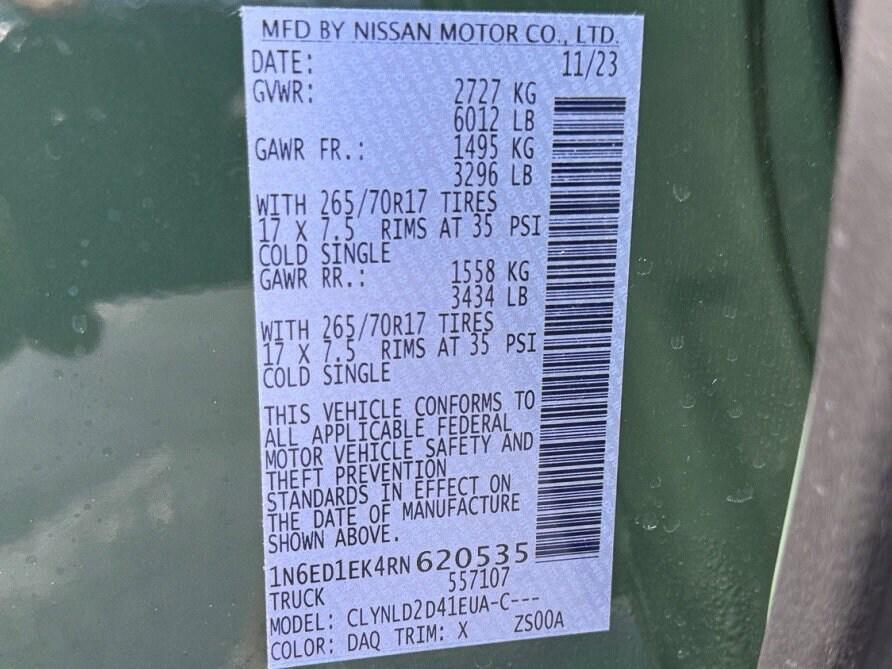 MFD BY NISSAN MOTOR CO., LTD.
DATE: 11/23
GVWR: 2727 KG
6012 LB
GAWR FR.: 1495 KG
3296 LB
WITH 265/70R17 TIRES
17 X 7.5 RIMS AT 35 PSI
COLD SINGLE
GAWR RR.: 1558 KG
3434 LB
WITH 265/70R17 TIRES
17 X 7.5 RIMS AT 35 PSI
COLD SINGLE
THIS VEHICLE CONFORMS TO
ALL APPLICABLE FEDERAL
MOTOR VEHICLE SAFETY AND
THEFT PREVENTION
STANDARDS IN EFFECT ON
THE DATE OF MANUFACTURE
SHOWN ABOVE.
1N6ED1EK4RN620535
TRUCK 557107
MODEL: CLYNLD2D41EUA-C---
COLOR: DAQ TRIM: X ZS00A